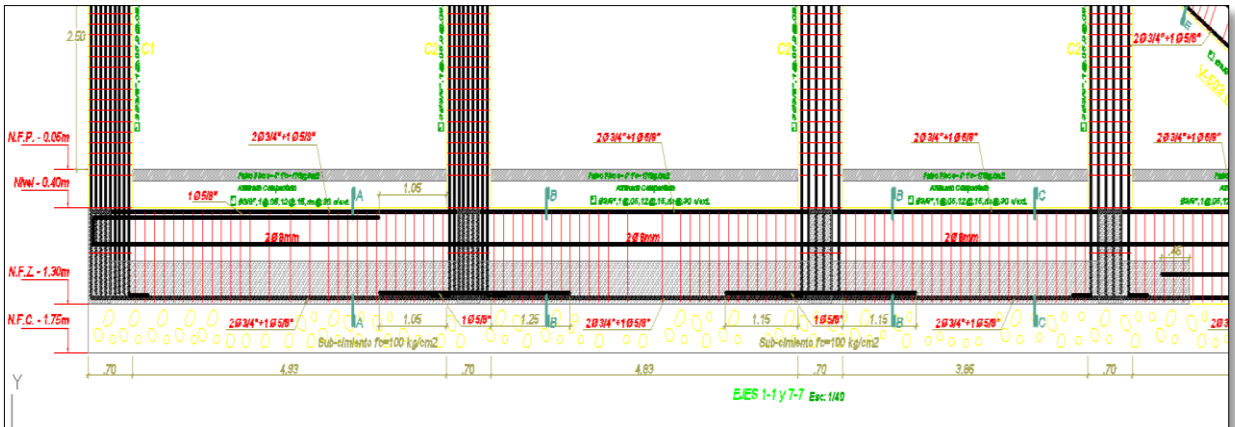 2.50
C1
C2
C2
C2
2Ø3/4"+1Ø5/8"
N.F.P. - 0.05m
2Ø3/4"+1Ø5/8"
2Ø3/4"+1Ø5/8"
2Ø3/4"+1Ø5/8"
2Ø3/4"+1Ø5/8"
Nivel - 0.40m
Afirmado Compactado
Afirmado Compactado
Afirmado Compactado
1.05
1Ø5/8"
A
B
B
C
2Ø8mm
2Ø8mm
2Ø8mm
N.F.Z. - 1.30m
.45
N.F.C. - 1.75m
2Ø3/4"+1Ø5/8"
A
1.05
1Ø5/8"
1.25
B
2Ø3/4"+1Ø5/8"
1.15
1Ø5/8"
1.15
B
2Ø3/4"+1Ø5/8"
C
Sub-cimiento fc=100 kg/cm2
Sub-cimiento fc=100 kg/cm2
.70
4.93
.70
4.83
.70
3.86
.70
Y
EJES 1-1 y 7-7 Esc: 1/40